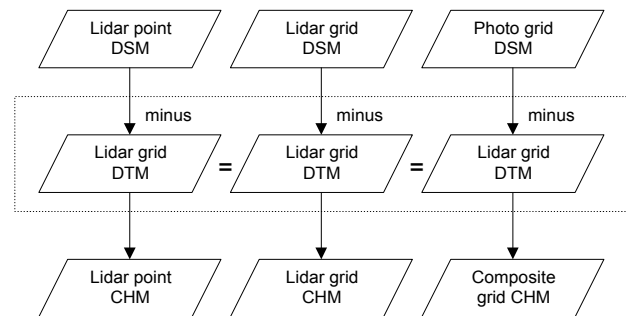 Lidar point
DSM
Lidar grid
DSM
Photo grid
DSM
minus
minus
minus
Lidar grid
DTM
=
Lidar grid
DTM
=
Lidar grid
DTM
Lidar point
CHM
Lidar grid
CHM
Composite
grid CHM